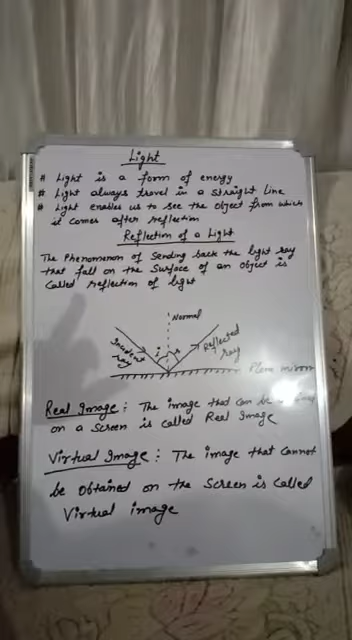 Light
# Light is a form of energy
# Light always travel in a straight line
# Light enables us to see the object from which
it comes after reflection
Reflection of a Light
The Phenomenon of Sending back the light ray
that fall on the Surface of an object is
Called reflection of light
Normal
Incident ray
i
r
Reflected ray
Plane mirror
Real Image : The image that can be
on a Screen is called Real Image
Virtual Image : The image that Cannot
be obtained on the Screen is Called
Virtual image